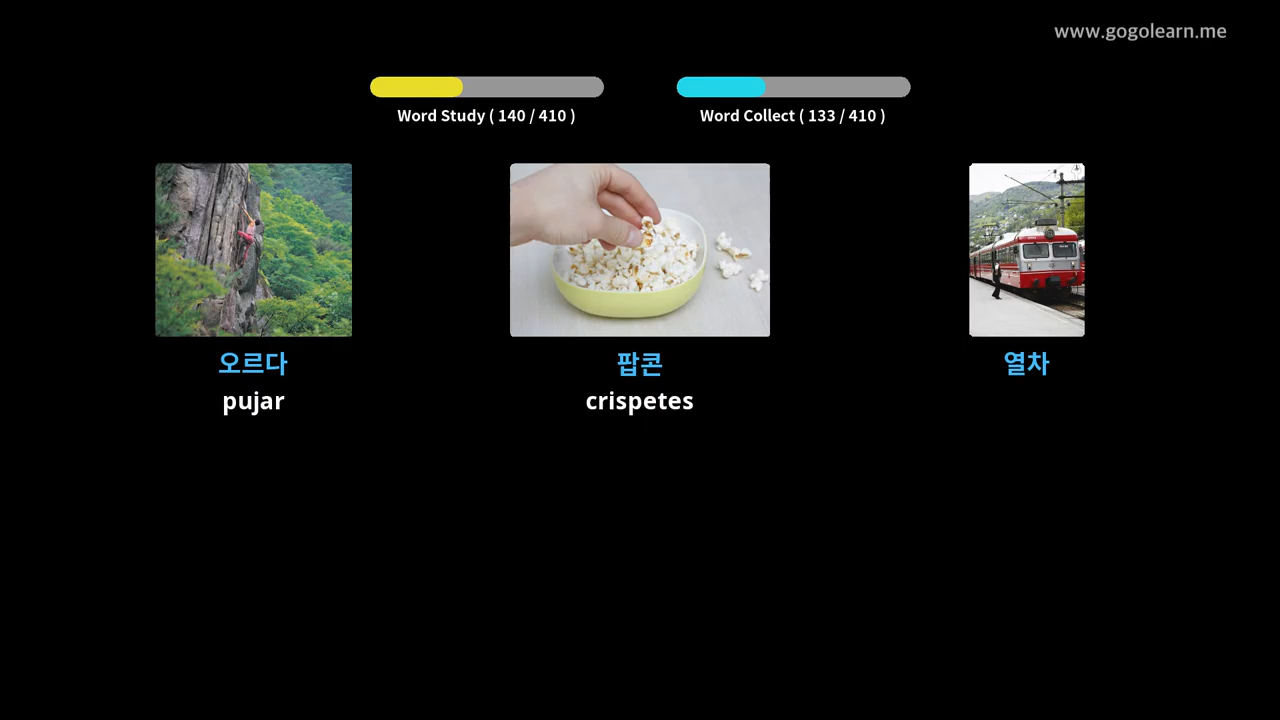 www.gogolearn.me
Word Study ( 140 / 410 )
Word Collect ( 133 / 410 )
오르다
pujar
팝콘
crispetes
열차